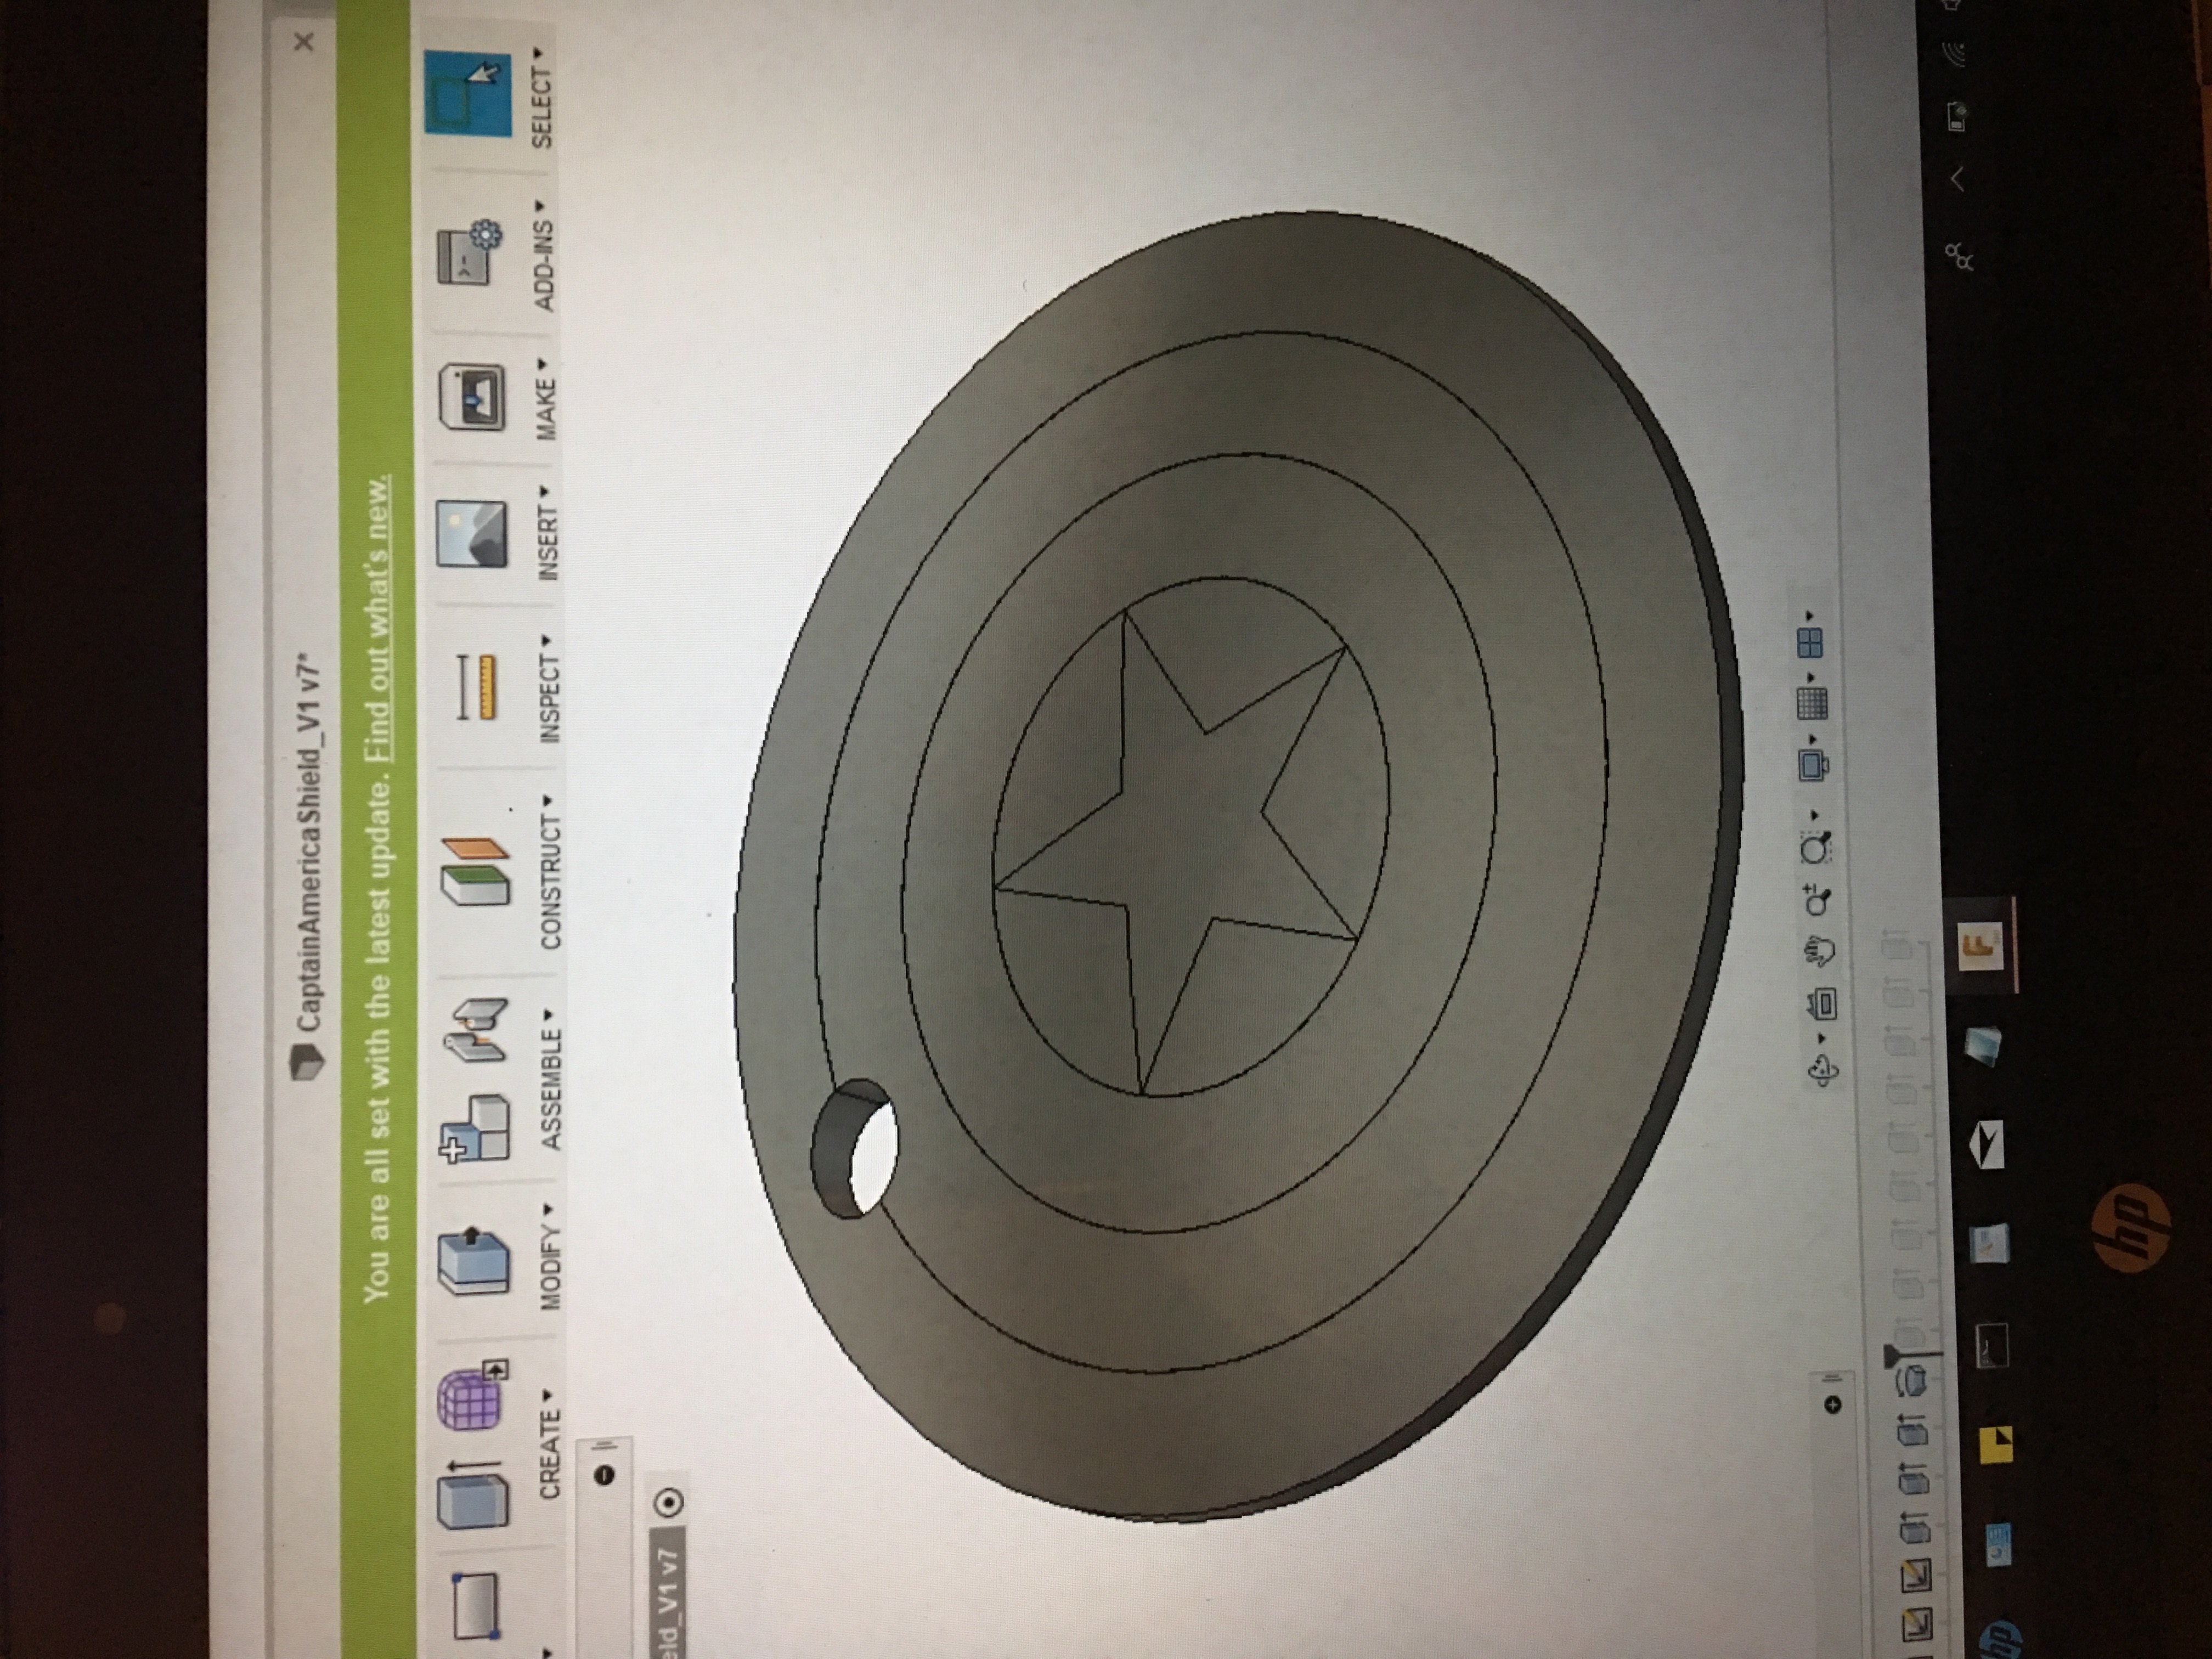 CaptainAmericaShield_V1 v7*
You are all set with the latest update. Find out what's new.
CREATE MODIFY ASSEMBLE CONSTRUCT INSPECT INSERT MAKE ADD-INS SELECT
eld_V1 v7
hp
F
hp